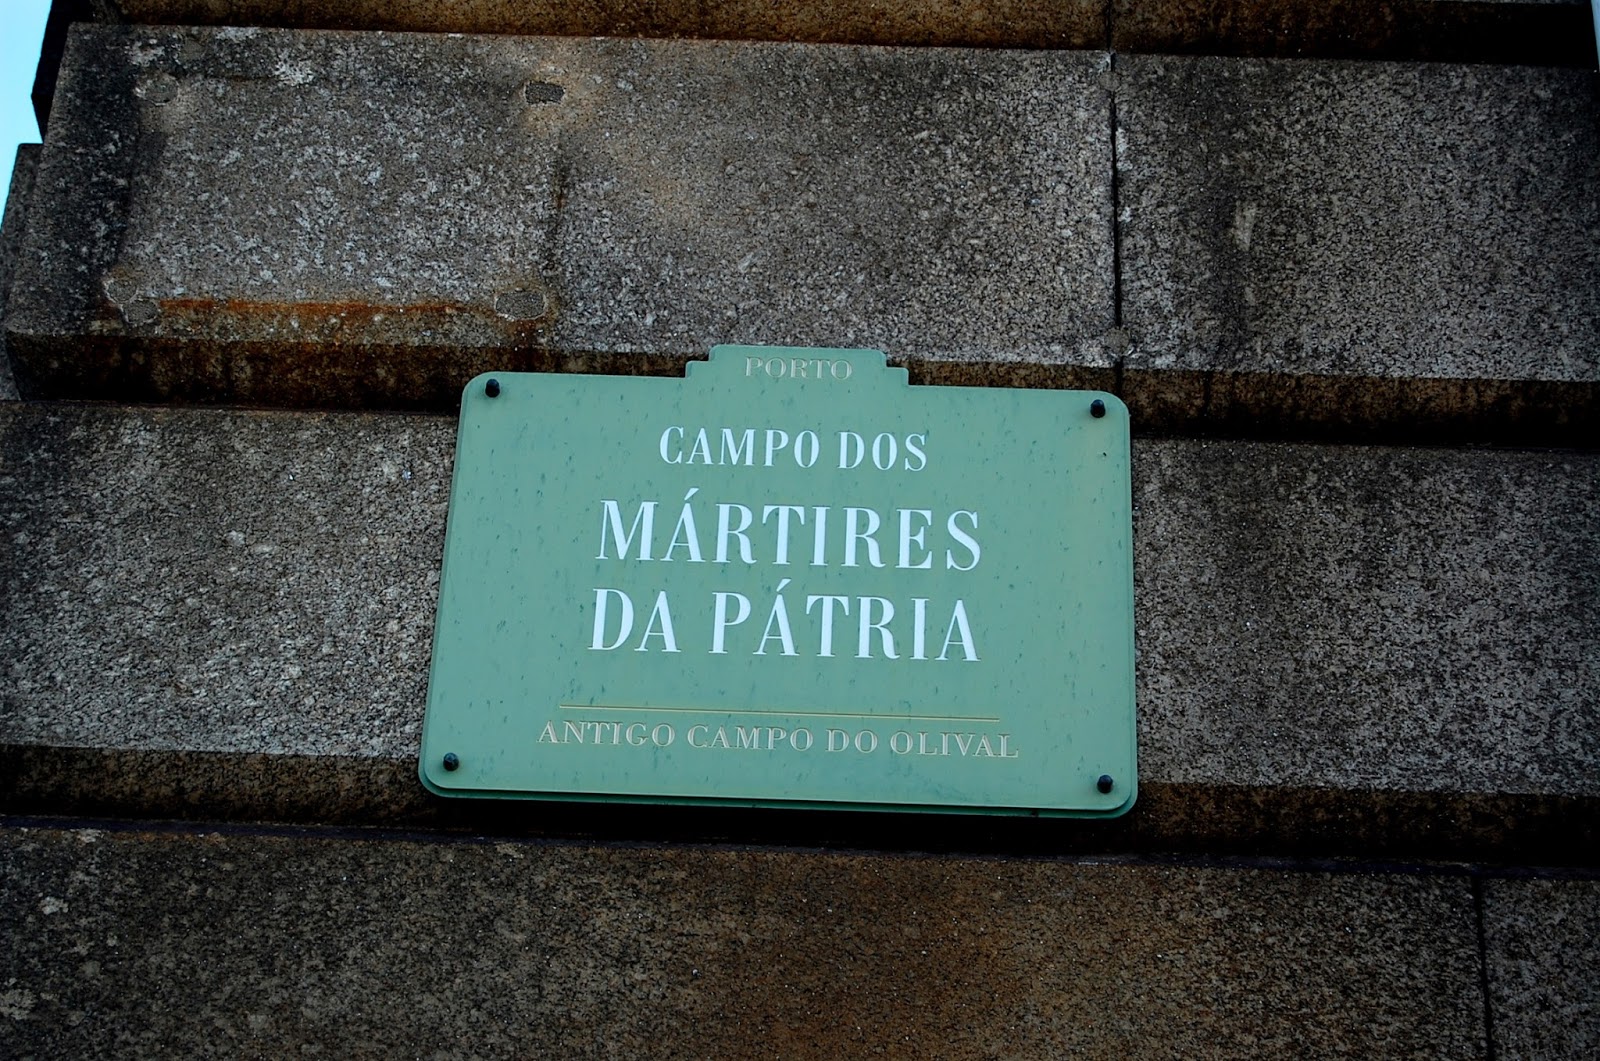 PORTO
CAMPO DOS
MÁRTIRES
DA PÁTRIA
ANTIGO CAMPO DO OLIVAL